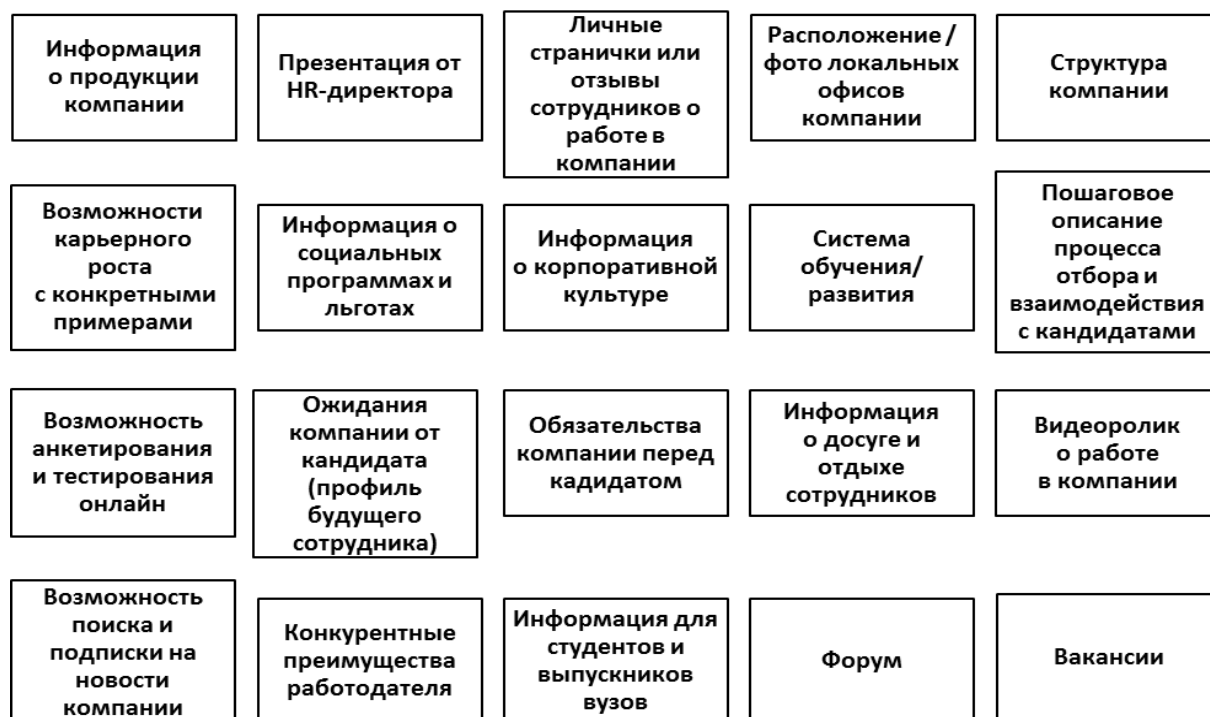 Информация
о продукции
компании
Презентация от
HR-директора
Личные
странички или
отзывы
сотрудников о
работе в
компании
Расположение /
фото локальных
офисов
компании
Структура
компании
Возможности
карьерного
роста
с конкретными
примерами
Информация о
социальных
программах и
льготах
Информация
о корпоративной
культуре
Система
обучения/
развития
Пошаговое
описание
процесса
отбора и
взаимодействия
с кандидатами
Возможность
анкетирования
и тестирования
онлайн
Ожидания
компании от
кандидата
(профиль
будущего
сотрудника)
Обязательства
компании перед
кадидатом
Информация
о досуге и
отдыхе
сотрудников
Видеоролик
о работе
в компании
Возможность
поиска и
подписки на
новости
компании
Конкурентные
преимущества
работодателя
Информация для
студентов и
выпускников
вузов
Форум
Вакансии